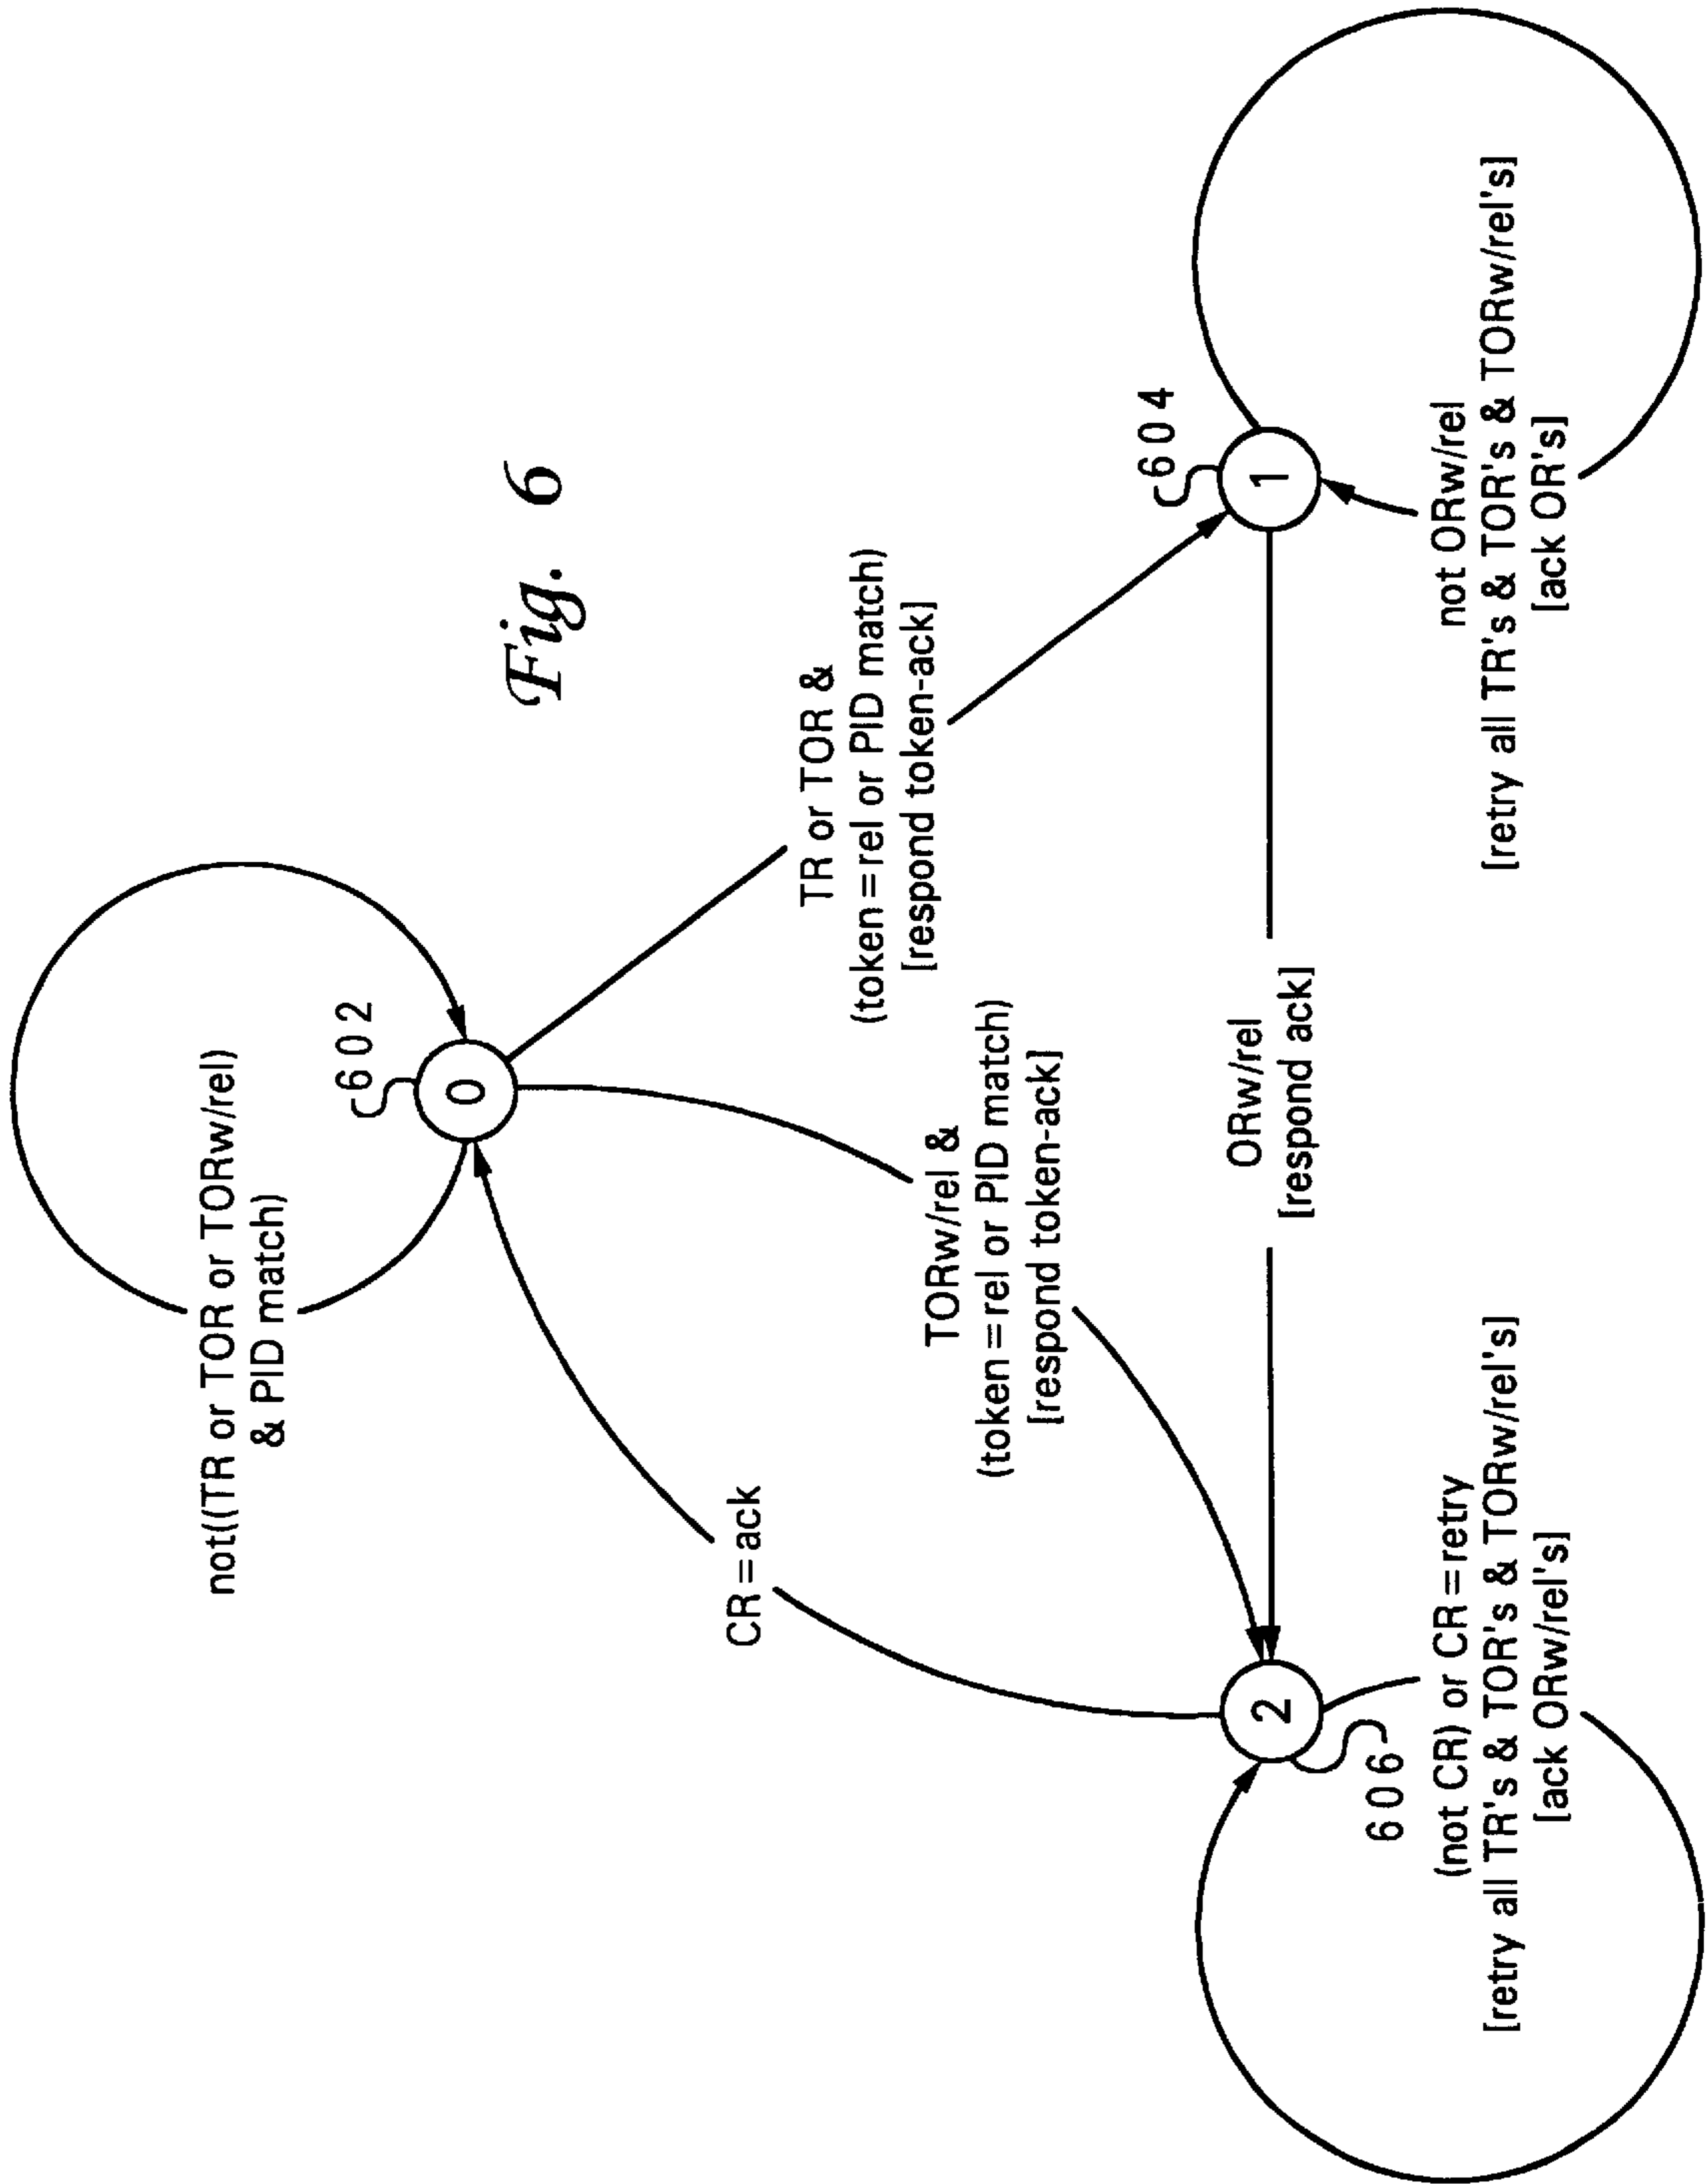 not((TR or TOR or TORw/rel)
& PID match)
602
0
Fig. 6
CR=ack
TORw/rel &
(token=rel or PID match)
[respond token-ack]
TR or TOR &
(token=rel or PID match)
[respond token-ack]
604
1
ORw/rel
[respond ack]
2
606
(not CR) or CR=retry
[retry all TR's & TOR's & TORw/rel's]
[ack ORw/rel's]
not ORw/rel
[retry all TR's & TOR's & TORw/rel's]
[ack OR's]